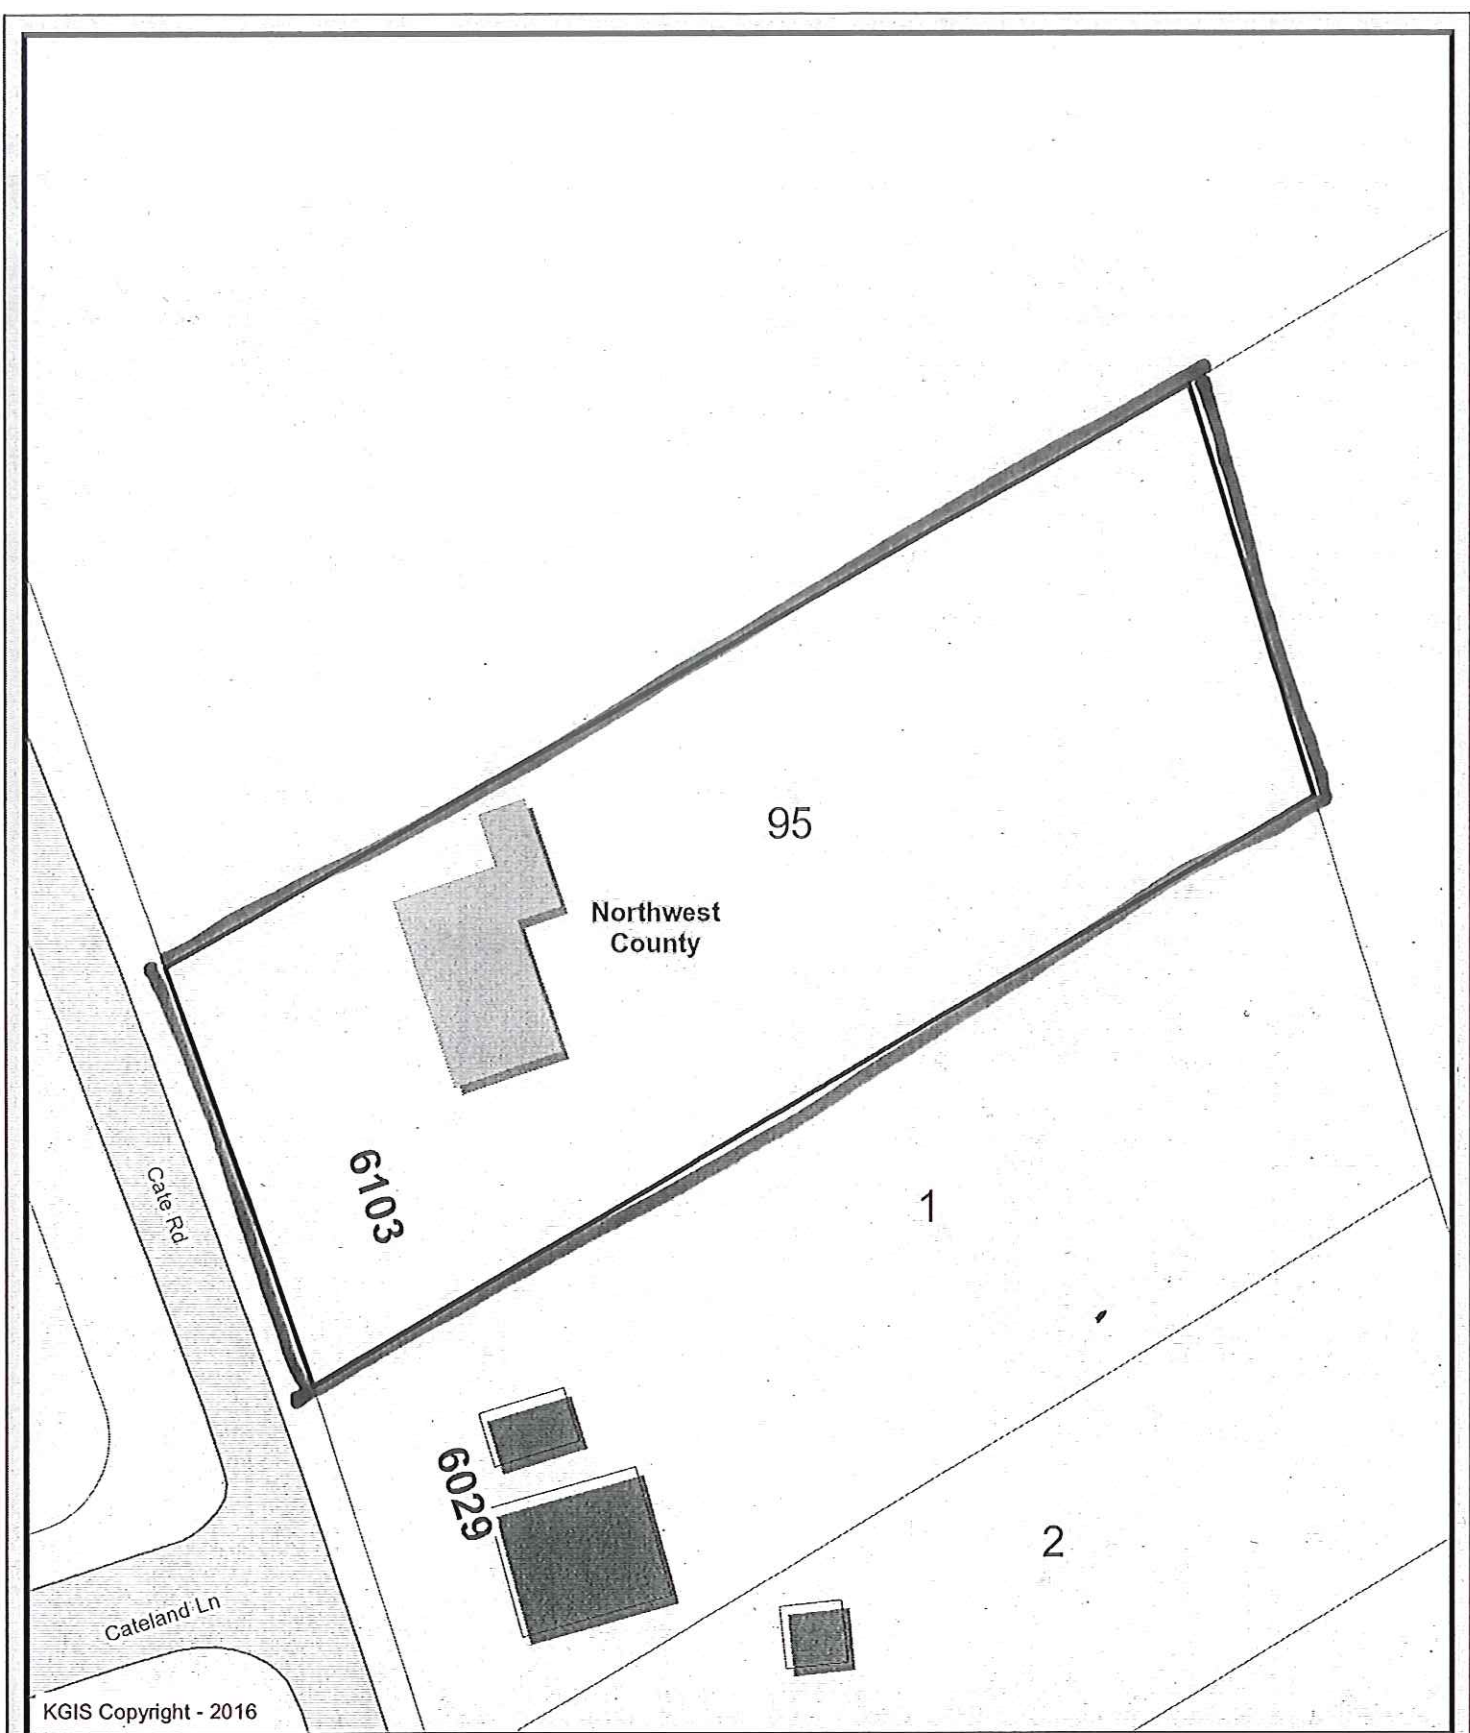 95
Northwest
County
6103
Cate Rd
1
6029
2
Cateland Ln
KGIS Copyright - 2016